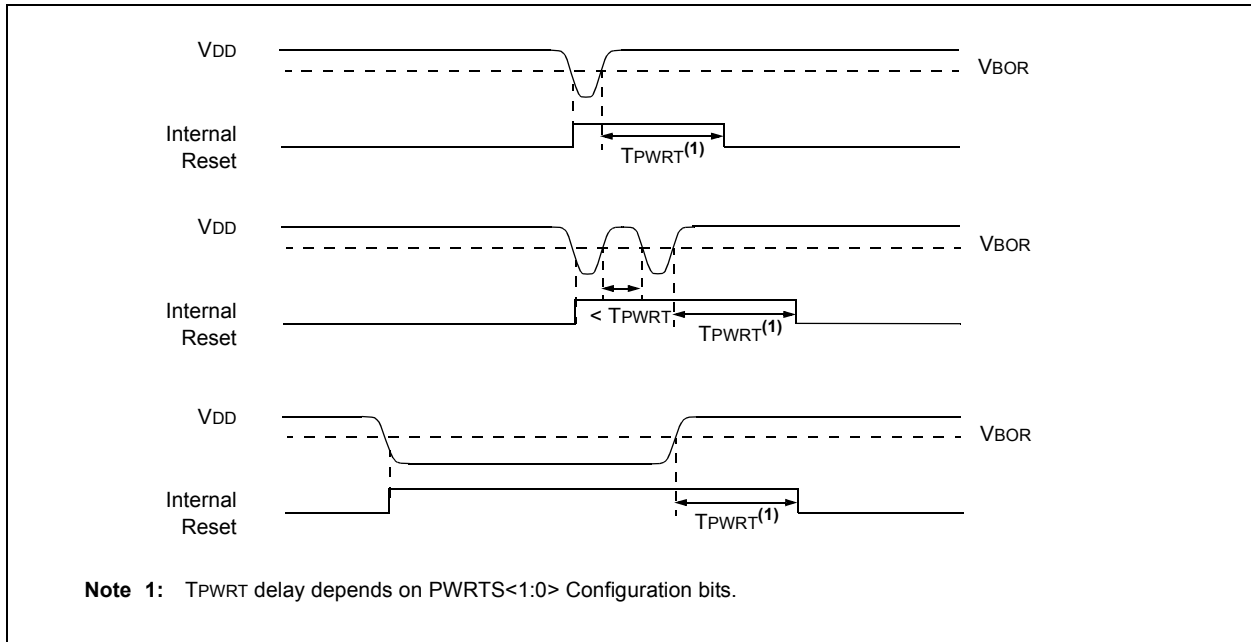 VDD
VBOR
Internal
Reset
TPWRT(1)
VDD
VBOR
Internal
Reset
< TPWRT
TPWRT(1)
VDD
VBOR
Internal
Reset
TPWRT(1)
Note 1: TPWRT delay depends on PWRTS<1:0> Configuration bits.